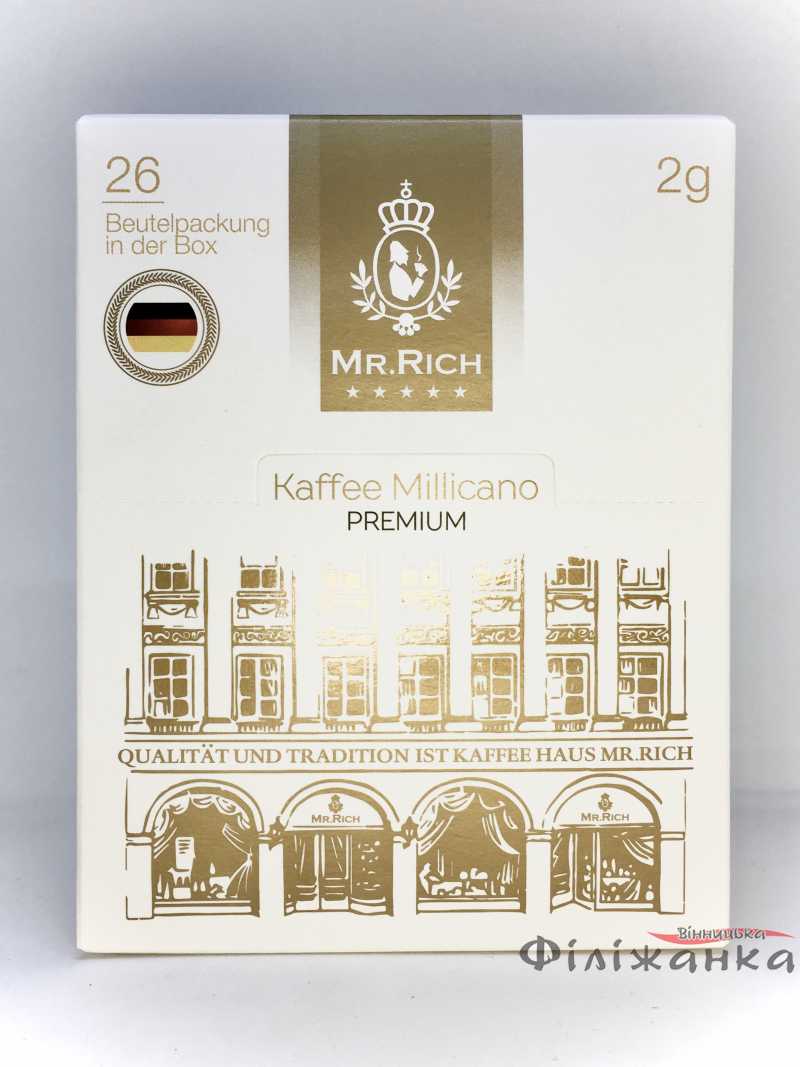 26
Beutelpackung
in der Box
2g
MR.RICH
Kaffee Millicano
PREMIUM
QUALITÄT UND TRADITION IST KAFFEE HAUS MR.RICH
MR.RICH
MR.RICH
Вінницька
Філіжанка